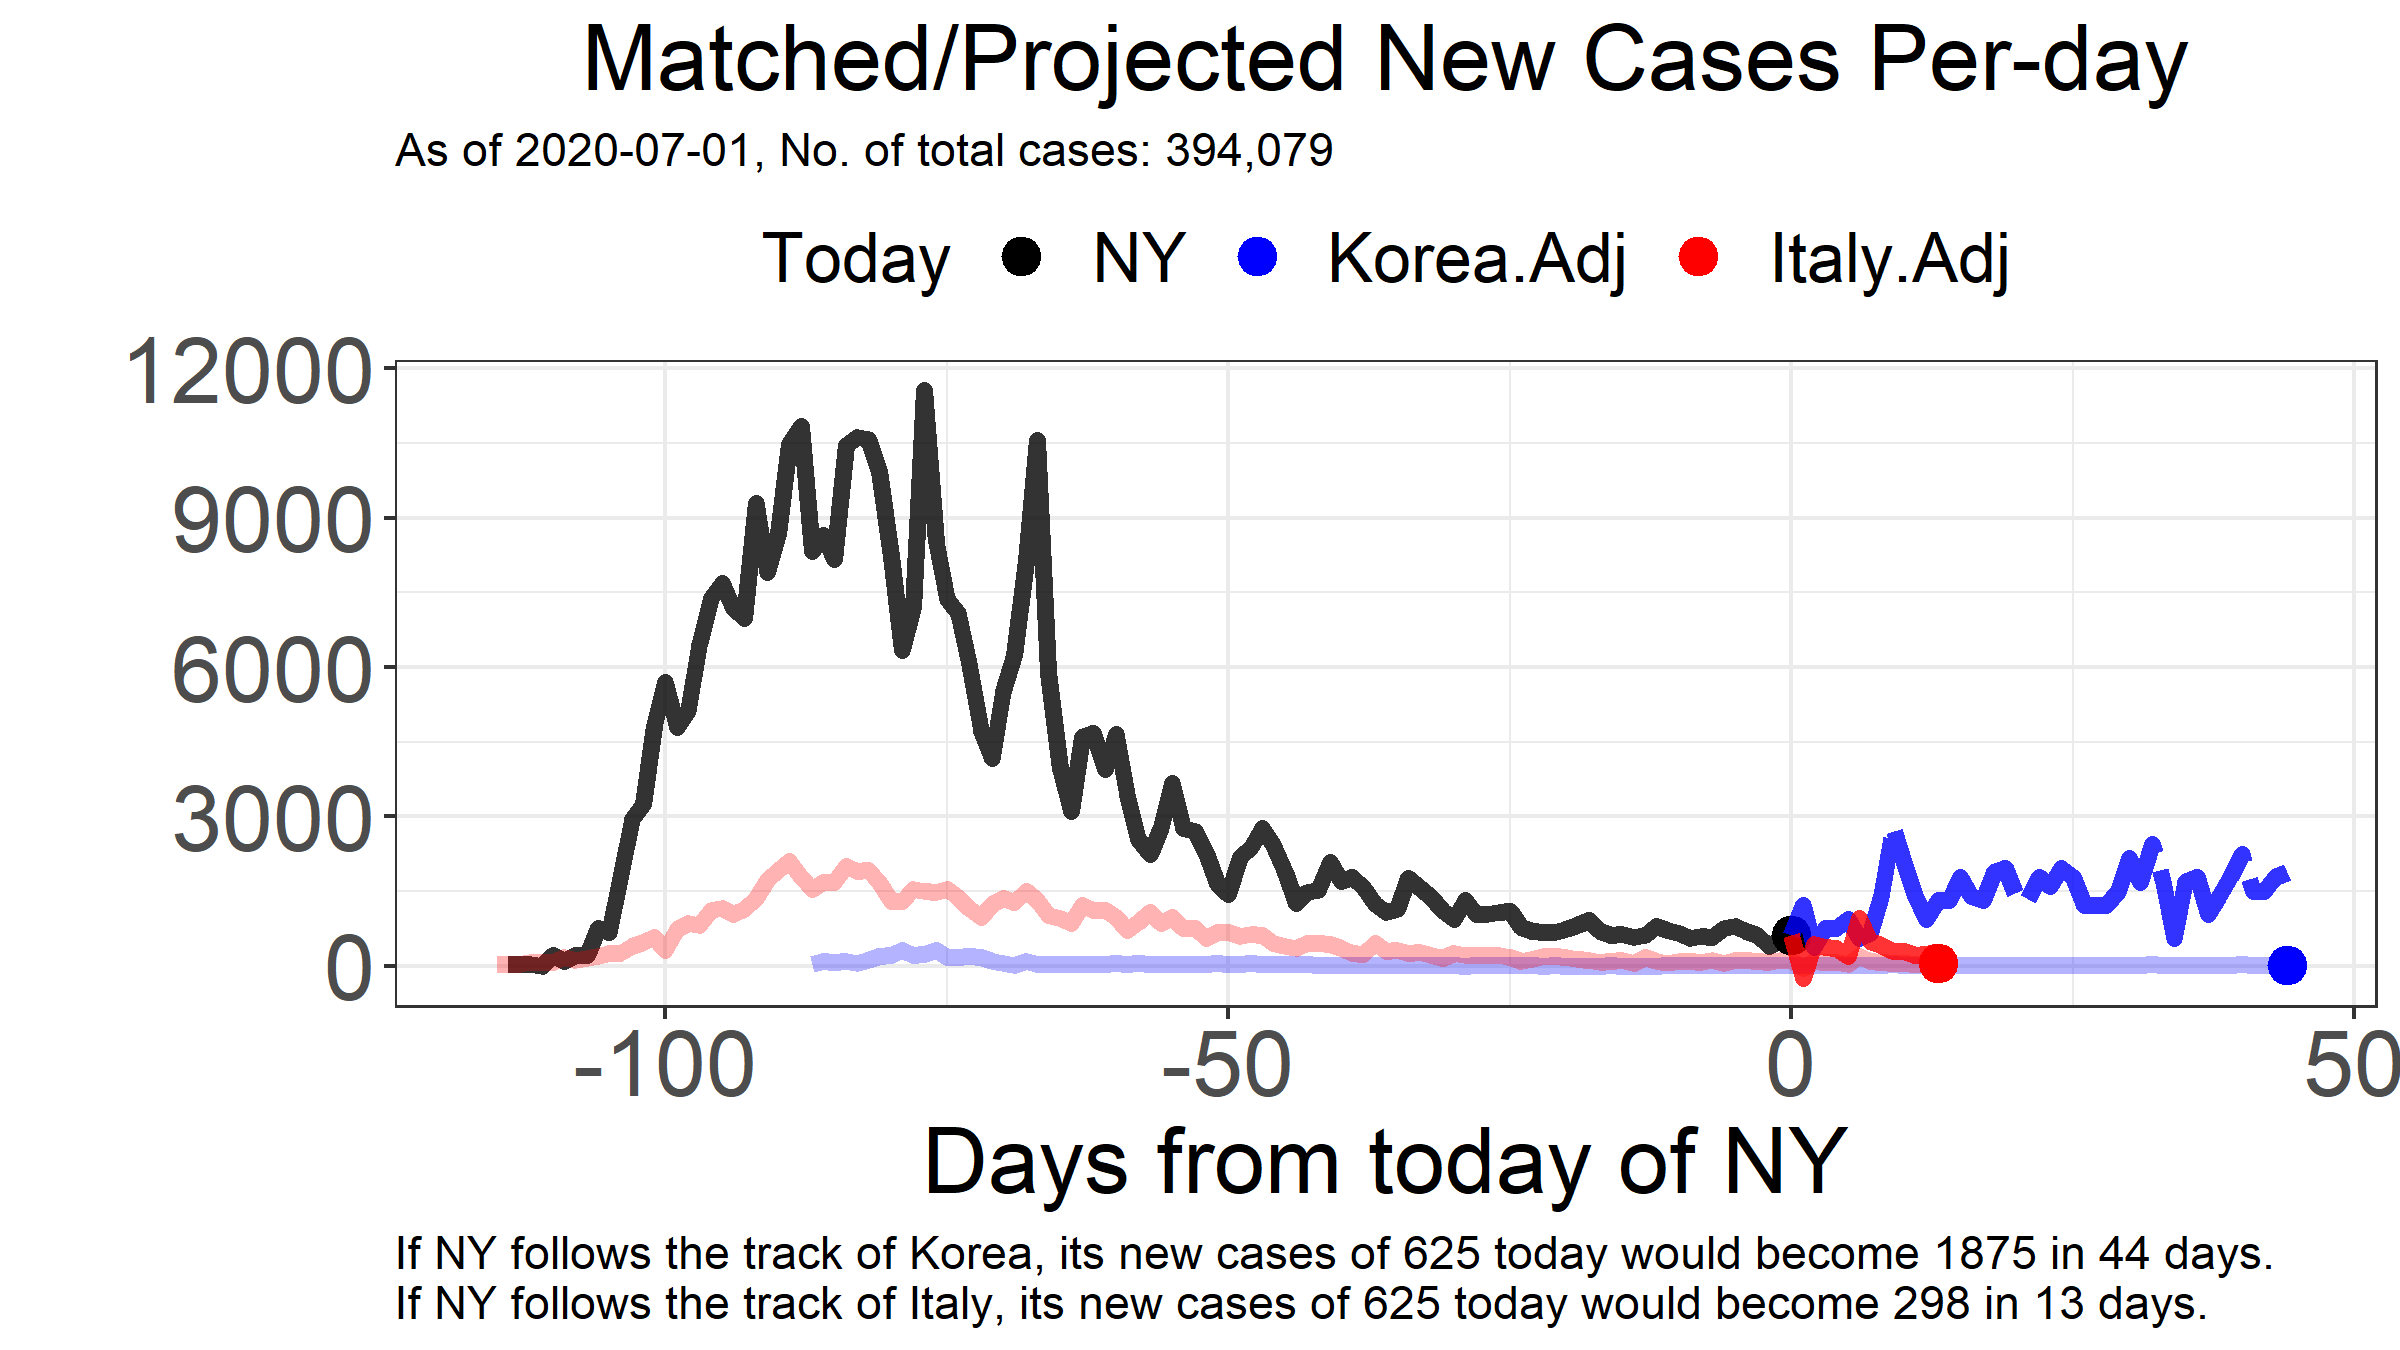 Matched/Projected New Cases Per-day
As of 2020-07-01, No. of total cases: 394,079
Today NY Korea.Adj Italy.Adj
12000
9000
6000
3000
0
-100 -50 0 50
Days from today of NY
If NY follows the track of Korea, its new cases of 625 today would become 1875 in 44 days.
If NY follows the track of Italy, its new cases of 625 today would become 298 in 13 days.